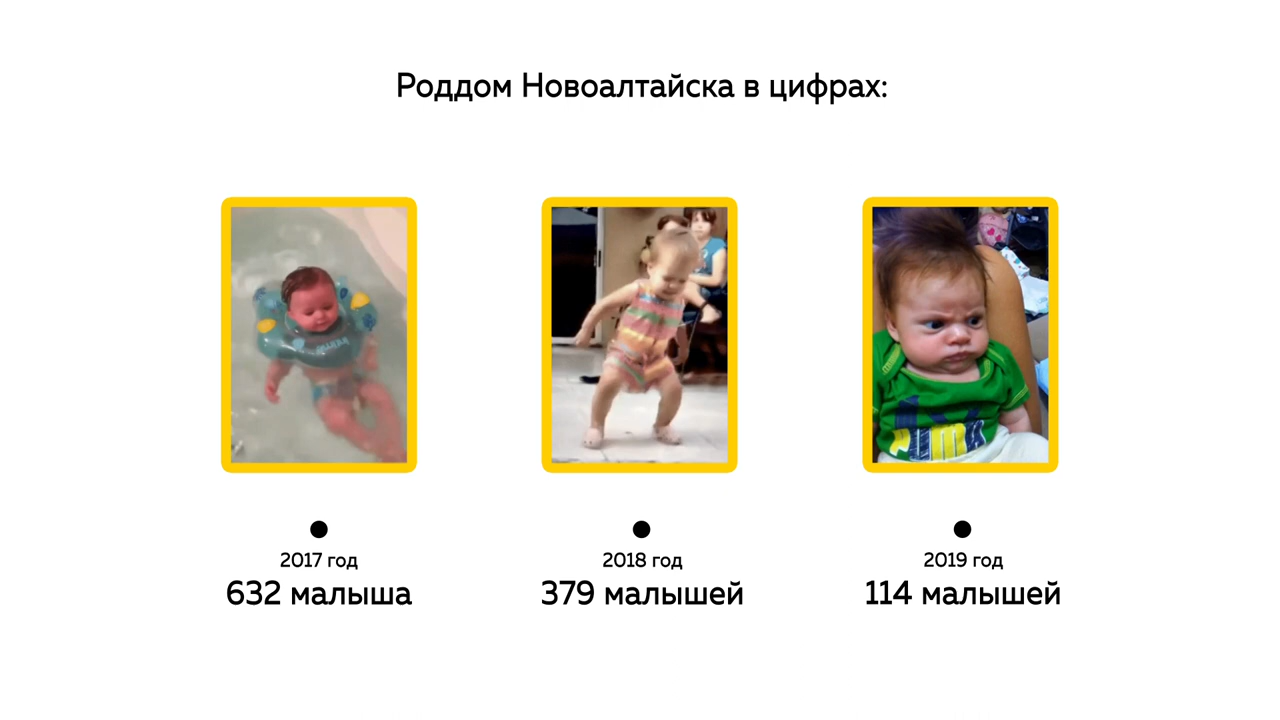 Роддом Новоалтайска в цифрах:
2017 год
632 малыша
2018 год
379 малышей
2019 год
114 малышей